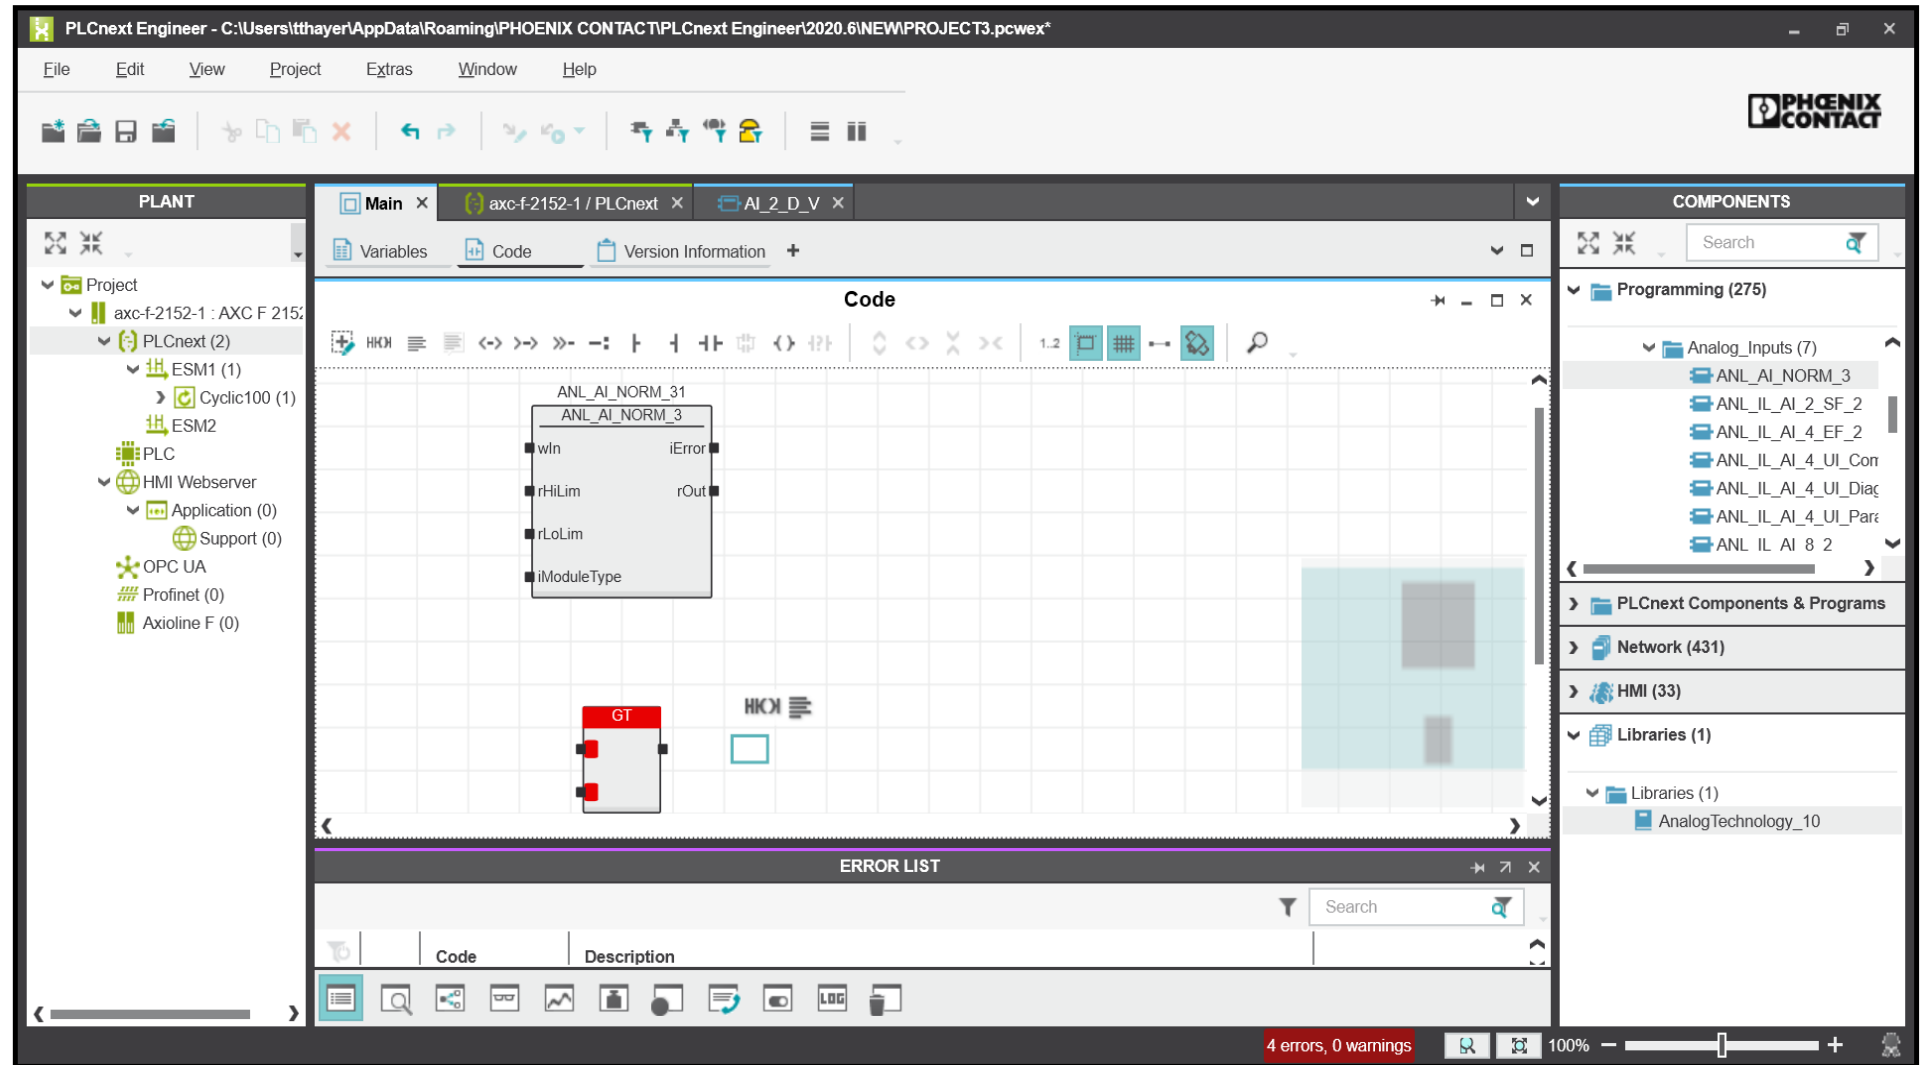 PLCnext Engineer - C:\Users\tthayer\AppData\Roaming\PHOENIX CONTACT\PLCnext Engineer\2020.6\NEW\PROJECT3.pcwex*
File Edit View Project Extras Window Help
PHŒNIX
CONTACT
PLANT
Project
axc-f-2152-1 : AXC F 2152
PLCnext (2)
ESM1 (1)
Cyclic100 (1)
ESM2
PLC
HMI Webserver
Application (0)
Support (0)
OPC UA
Profinet (0)
Axioline F (0)
Main axc-f-2152-1 / PLCnext AI_2_D_V
Variables Code Version Information
Code
1..2
ANL_AI_NORM_31
ANL_AI_NORM_3
wIn iError
rHiLim rOut
rLoLim
iModuleType
GT
ERROR LIST
Search
Code Description
LOG
COMPONENTS
Search
Programming (275)
Analog_Inputs (7)
ANL_AI_NORM_3
ANL_IL_AI_2_SF_2
ANL_IL_AI_4_EF_2
ANL_IL_AI_4_UI_Com
ANL_IL_AI_4_UI_Diag
ANL_IL_AI_4_UI_Para
ANL_IL_AI_8_2
PLCnext Components & Programs
Network (431)
HMI (33)
Libraries (1)
Libraries (1)
AnalogTechnology_10
4 errors, 0 warnings 100%